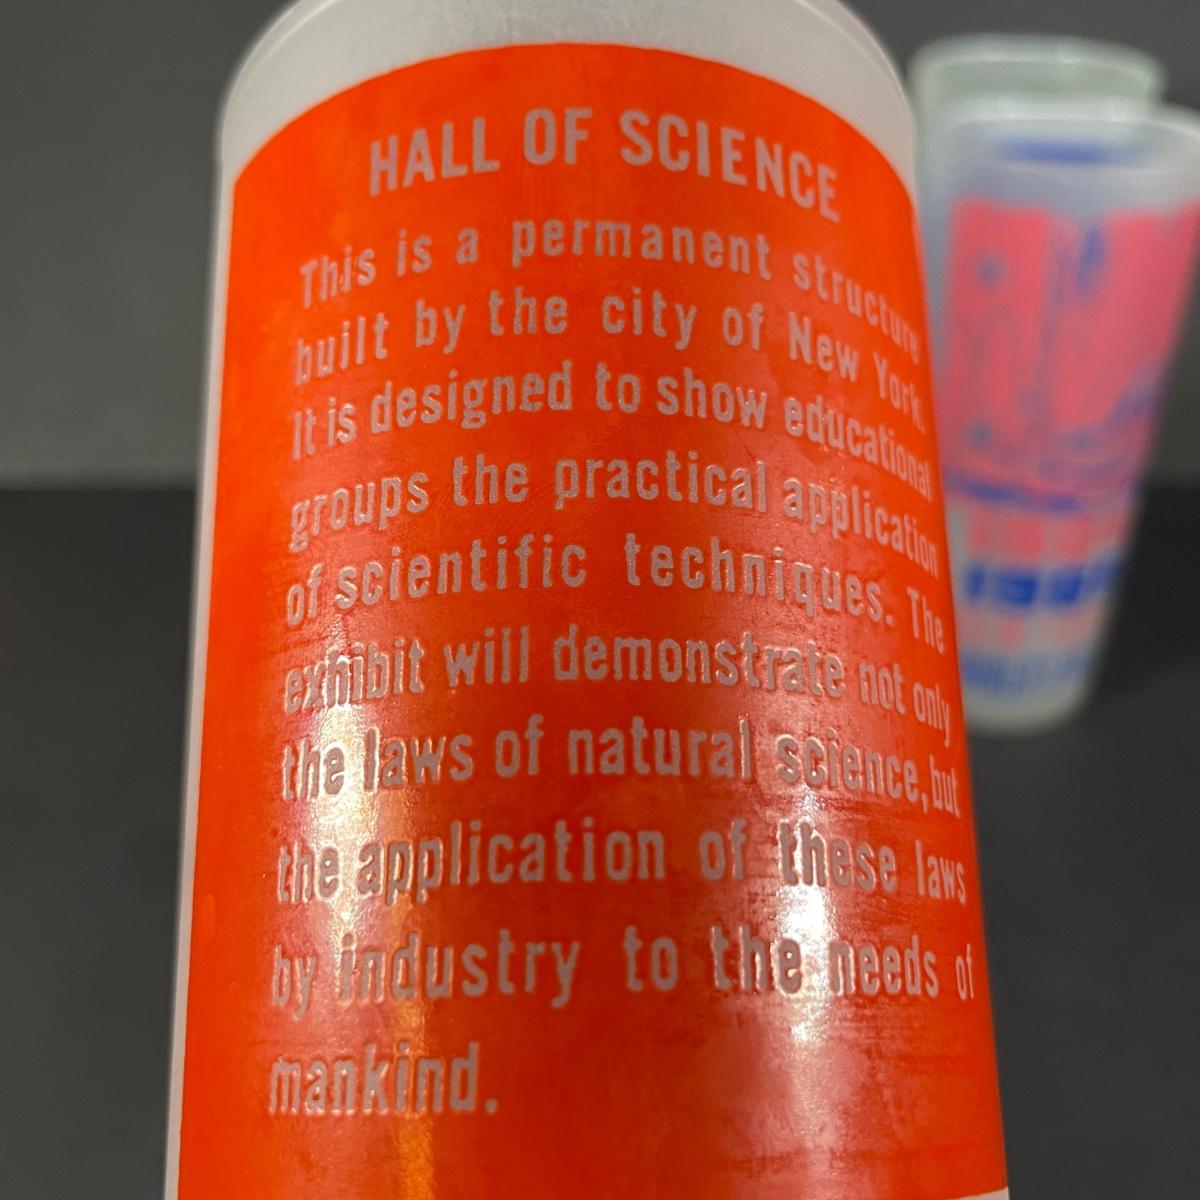 HALL OF SCIENCE
This is a permanent structure
built by the city of New York.
It is designed to show educational
groups the practical application
of scientific techniques. The
exhibit will demonstrate not only
the laws of natural science, but
the application of these laws
by industry to the needs of
mankind.